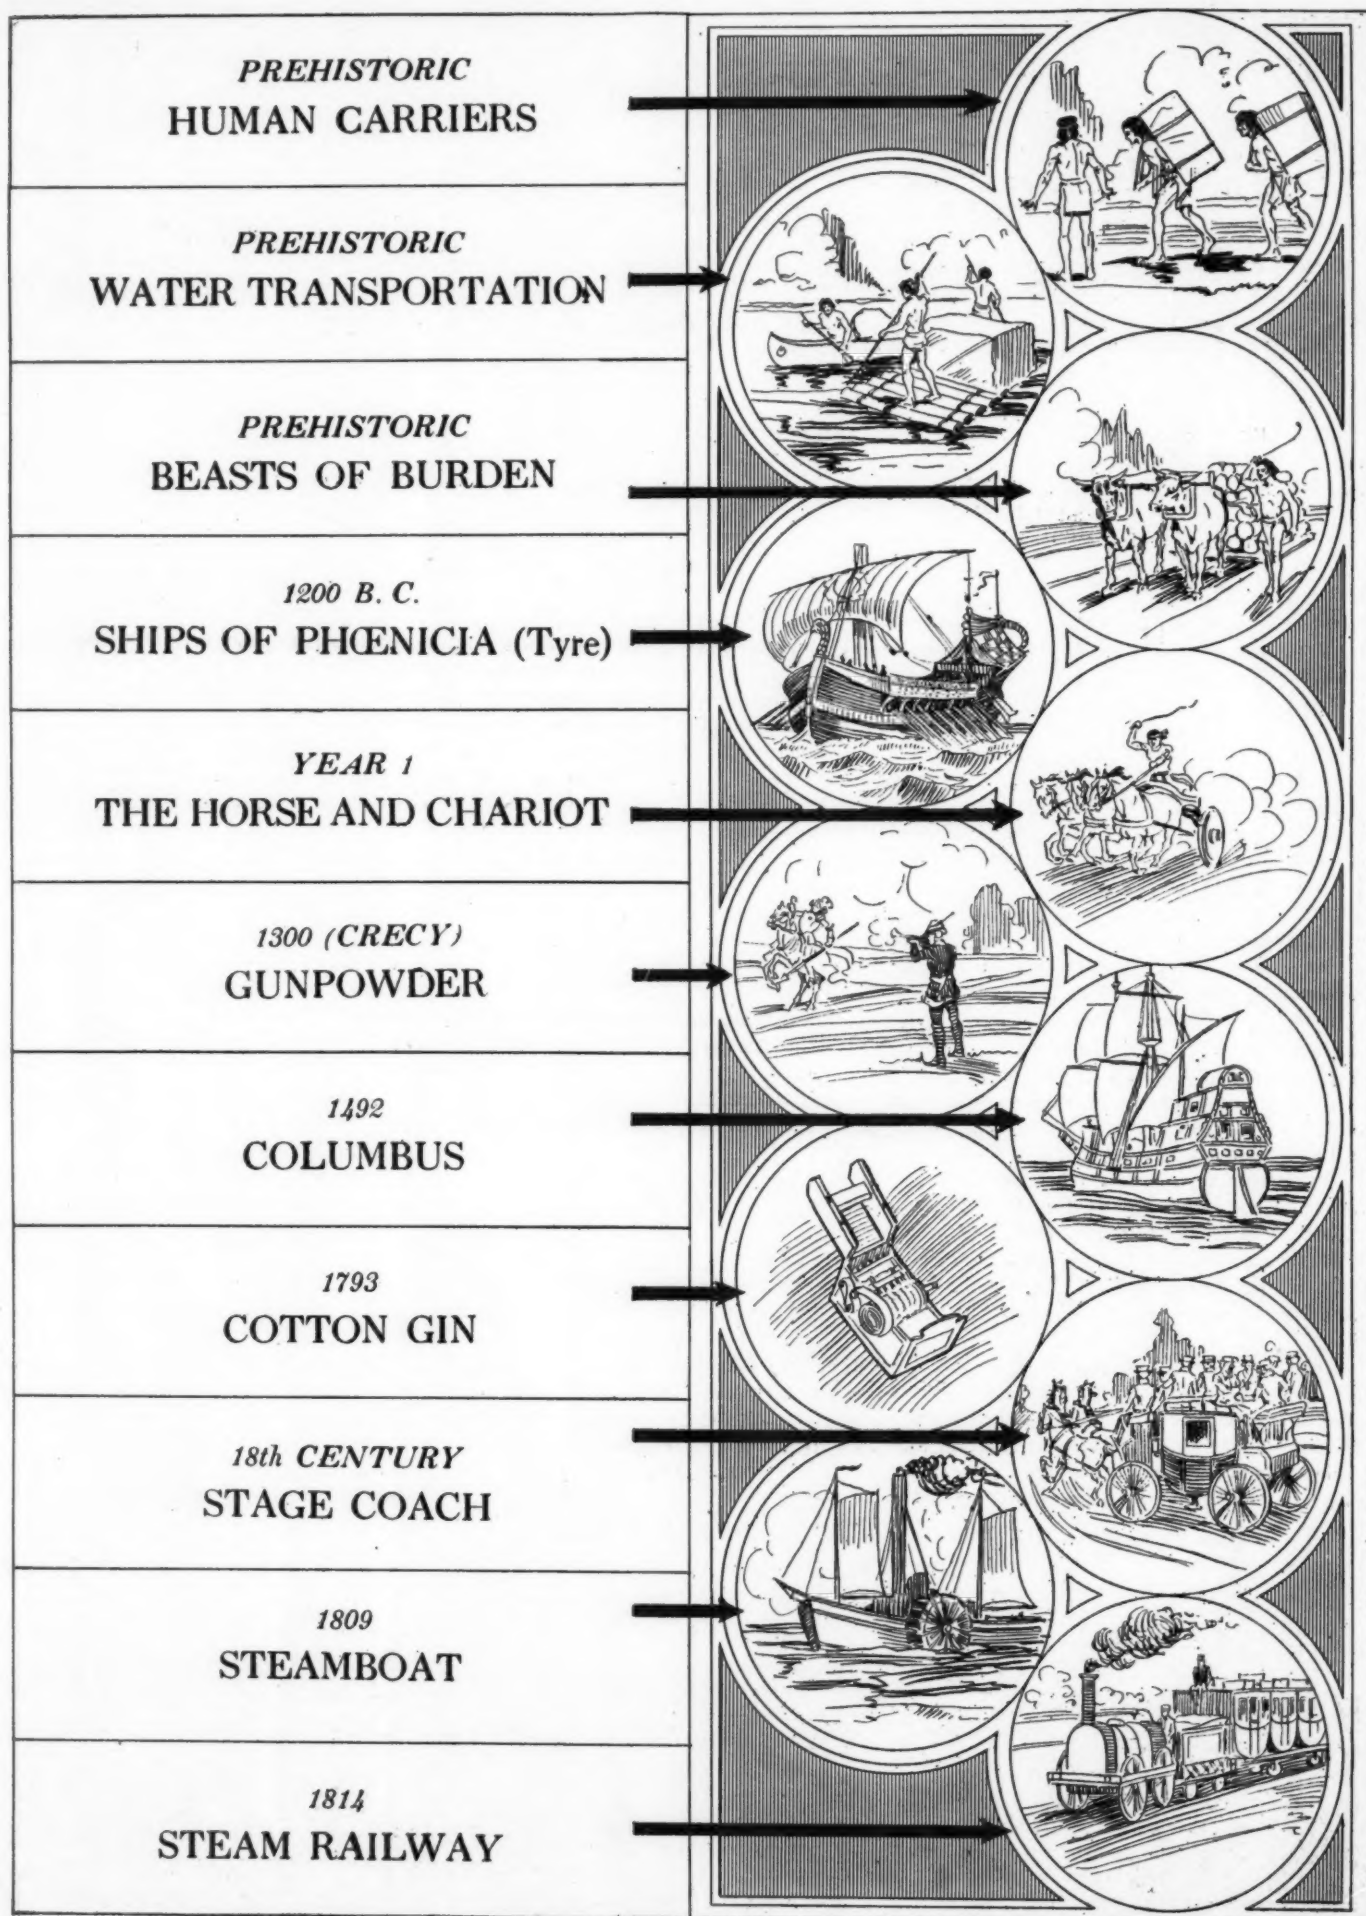 PREHISTORIC
HUMAN CARRIERS
PREHISTORIC
WATER TRANSPORTATION
PREHISTORIC
BEASTS OF BURDEN
1200 B. C.
SHIPS OF PHŒNICIA (Tyre)
YEAR 1
THE HORSE AND CHARIOT
1300 (CRECY)
GUNPOWDER
1492
COLUMBUS
1793
COTTON GIN
18th CENTURY
STAGE COACH
1809
STEAMBOAT
1814
STEAM RAILWAY